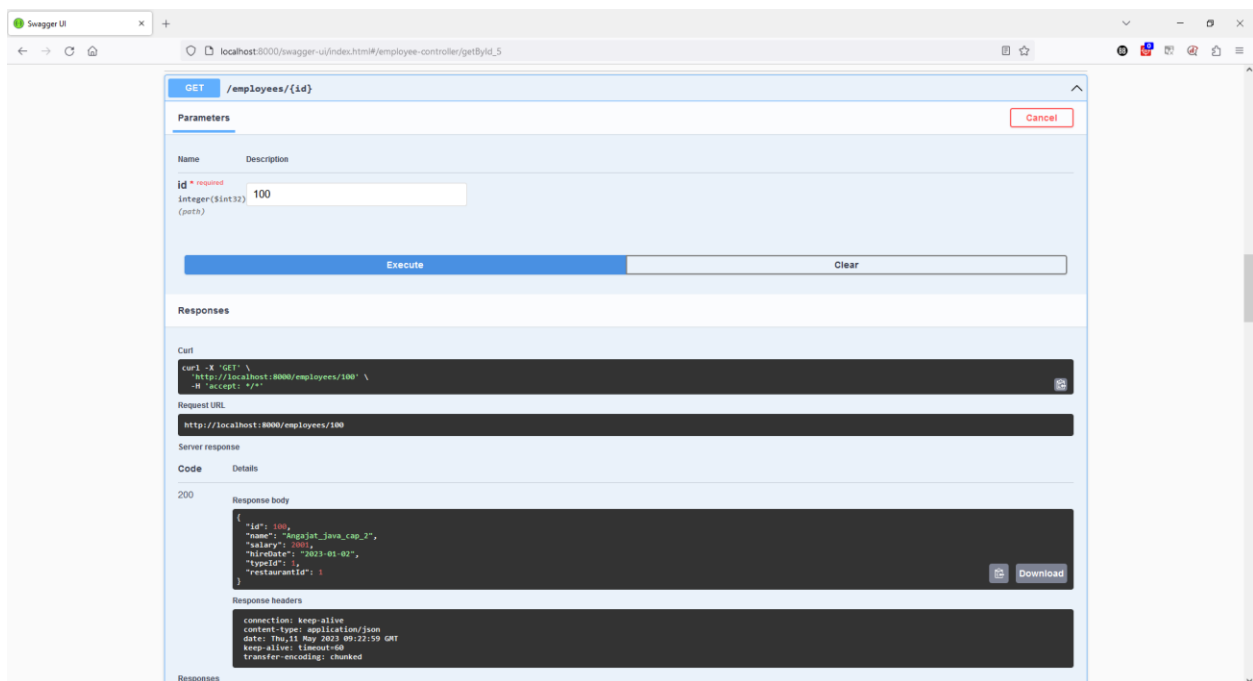 Swagger UI
localhost:8000/swagger-ui/index.html#/employee-controller/getById_5
GET /employees/{id}
Parameters
Cancel
Name Description
id * required
integer($int32)
(path)
100
Execute
Clear
Responses
Curl
curl -X 'GET' \
'http://localhost:8000/employees/100' \
-H 'accept: */*'
Request URL
http://localhost:8000/employees/100
Server response
Code Details
200
Response body
{
"id": 100,
"name": "Angajat_java_cap_2",
"salary": 2001,
"hireDate": "2023-01-02",
"typeId": 1,
"restaurantId": 1
}
Download
Response headers
connection: keep-alive
content-type: application/json
date: Thu,11 May 2023 09:22:59 GMT
keep-alive: timeout=60
transfer-encoding: chunked
Responses